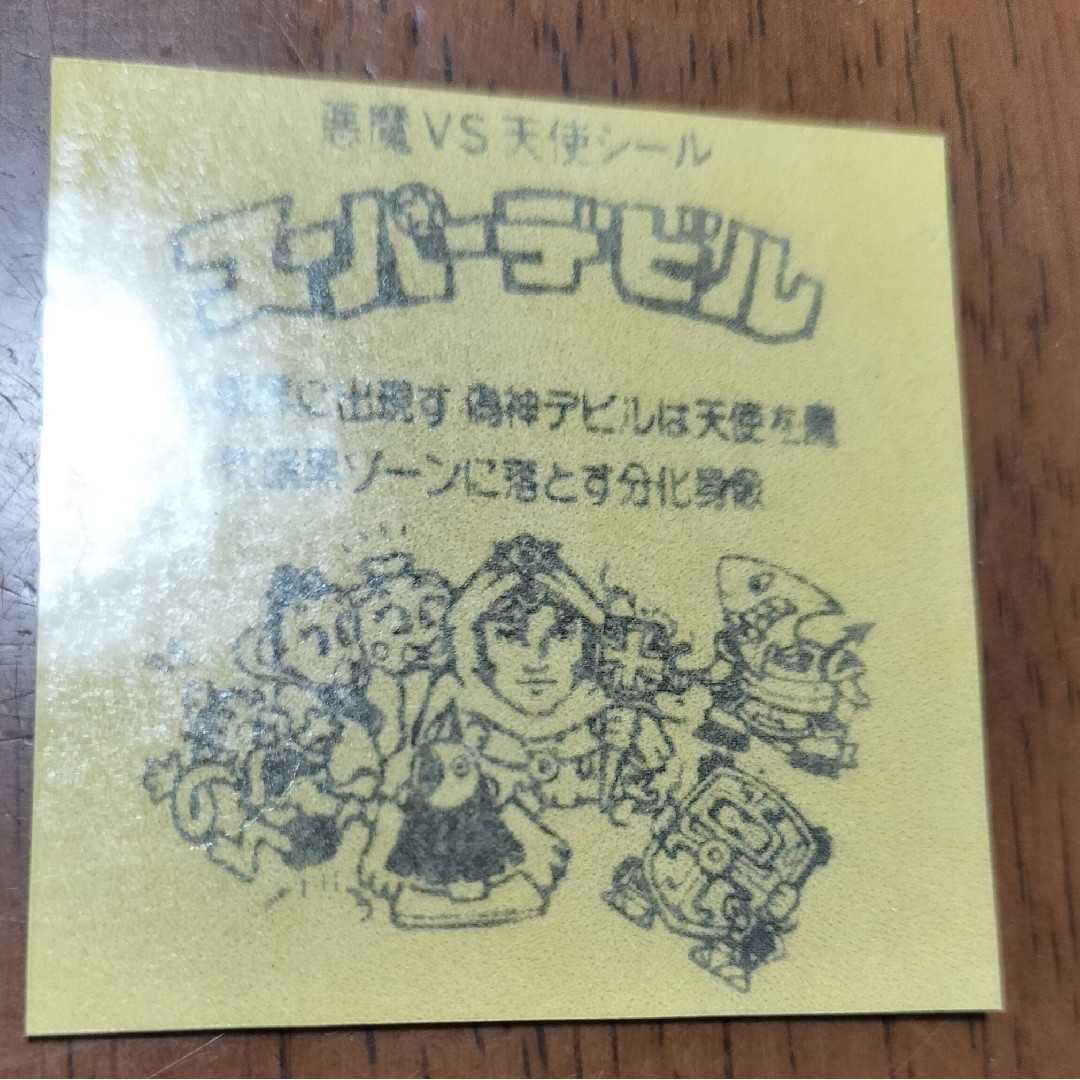 悪魔VS天使シール
スーパーデビル
に出現す 偽神デビルは天使を魔
ゾーンに落とす分化身像